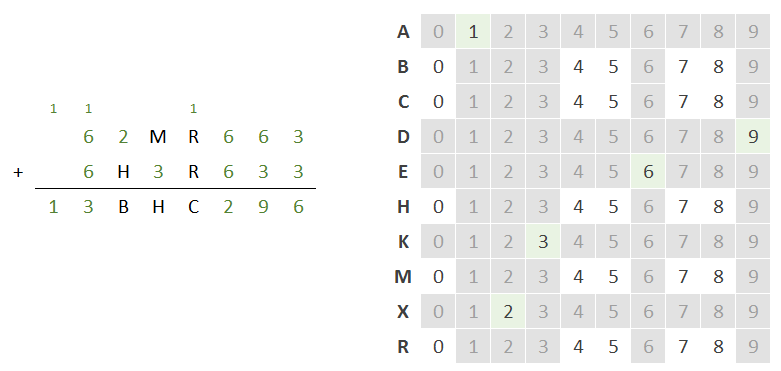 1 1 1
6 2 M R 6 6 3
+ 6 H 3 R 6 3 3
1 3 B H C 2 9 6
A 0 1 2 3 4 5 6 7 8 9
B 0 1 2 3 4 5 6 7 8 9
C 0 1 2 3 4 5 6 7 8 9
D 0 1 2 3 4 5 6 7 8 9
E 0 1 2 3 4 5 6 7 8 9
H 0 1 2 3 4 5 6 7 8 9
K 0 1 2 3 4 5 6 7 8 9
M 0 1 2 3 4 5 6 7 8 9
X 0 1 2 3 4 5 6 7 8 9
R 0 1 2 3 4 5 6 7 8 9